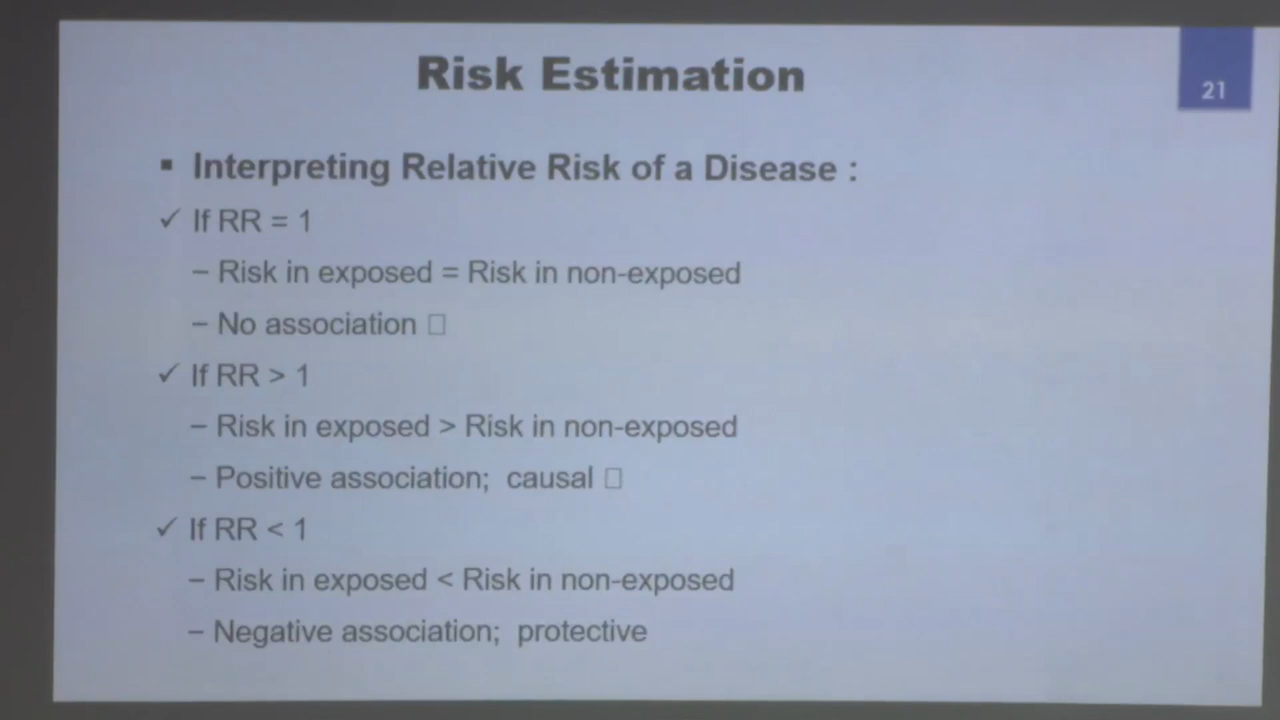 Risk Estimation
21
▪ Interpreting Relative Risk of a Disease :
✓ If RR = 1
– Risk in exposed = Risk in non-exposed
– No association □
✓ If RR > 1
– Risk in exposed > Risk in non-exposed
– Positive association; causal □
✓ If RR < 1
– Risk in exposed < Risk in non-exposed
– Negative association; protective